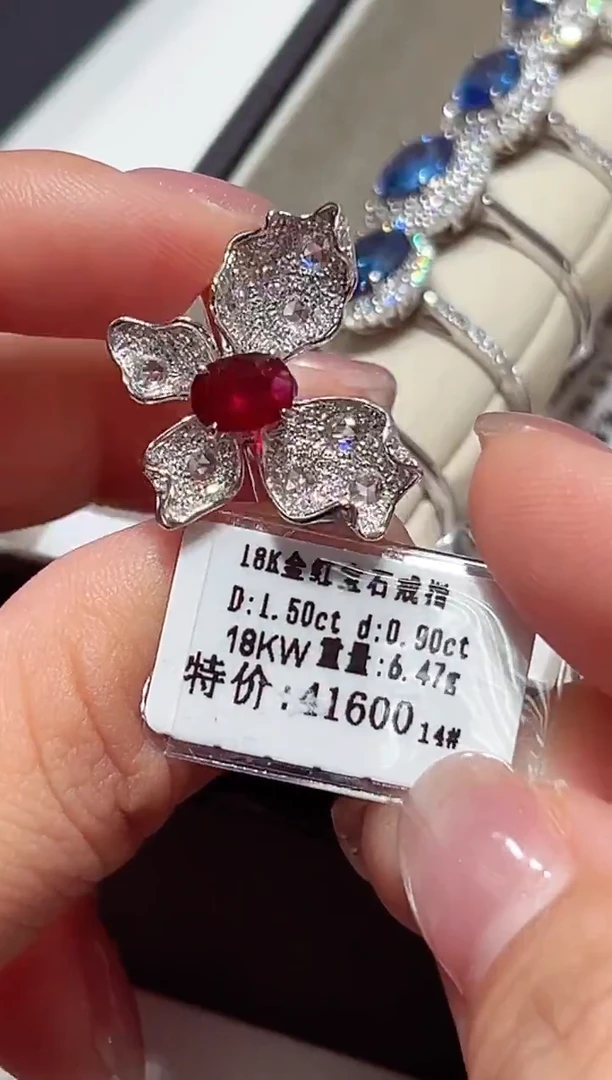 18K金红宝石戒指
D:1.50ct d:0.90ct
18KW 重量:6.47g
特价:41600 14#